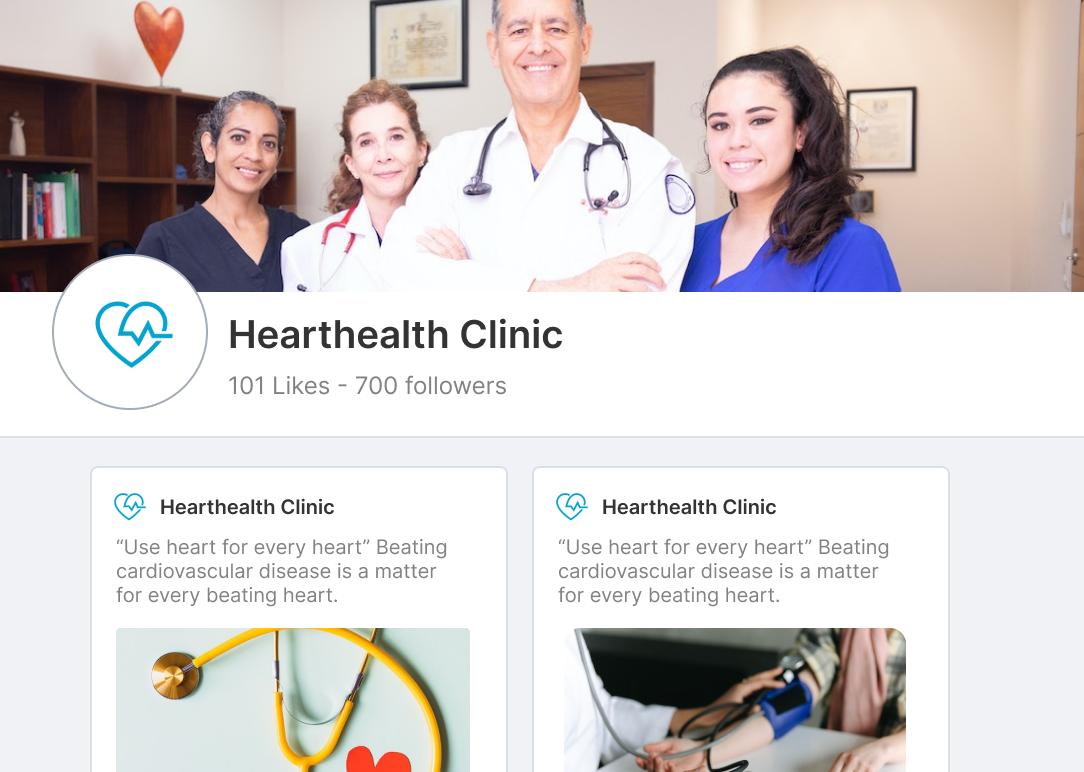 Hearthealth Clinic
101 Likes - 700 followers
Hearthealth Clinic
“Use heart for every heart” Beating
cardiovascular disease is a matter
for every beating heart.
Hearthealth Clinic
“Use heart for every heart” Beating
cardiovascular disease is a matter
for every beating heart.